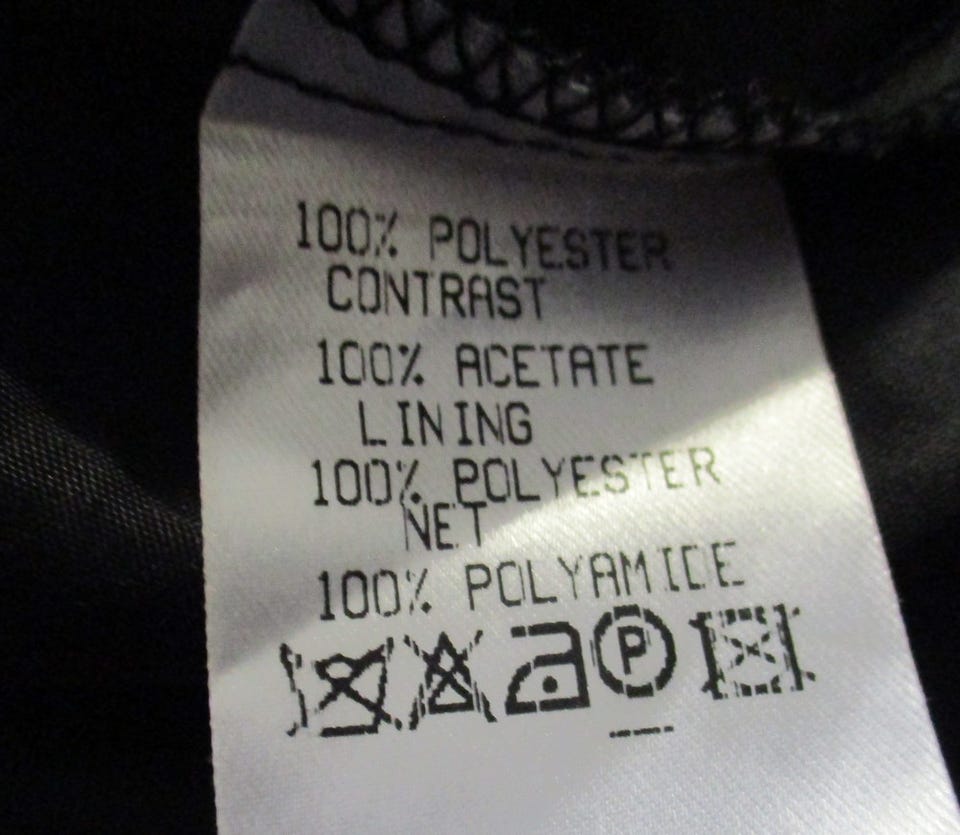 100% POLYESTER
CONTRAST
100% ACETATE
LINING
100% POLYESTER
NET
100% POLYAMIDE
P